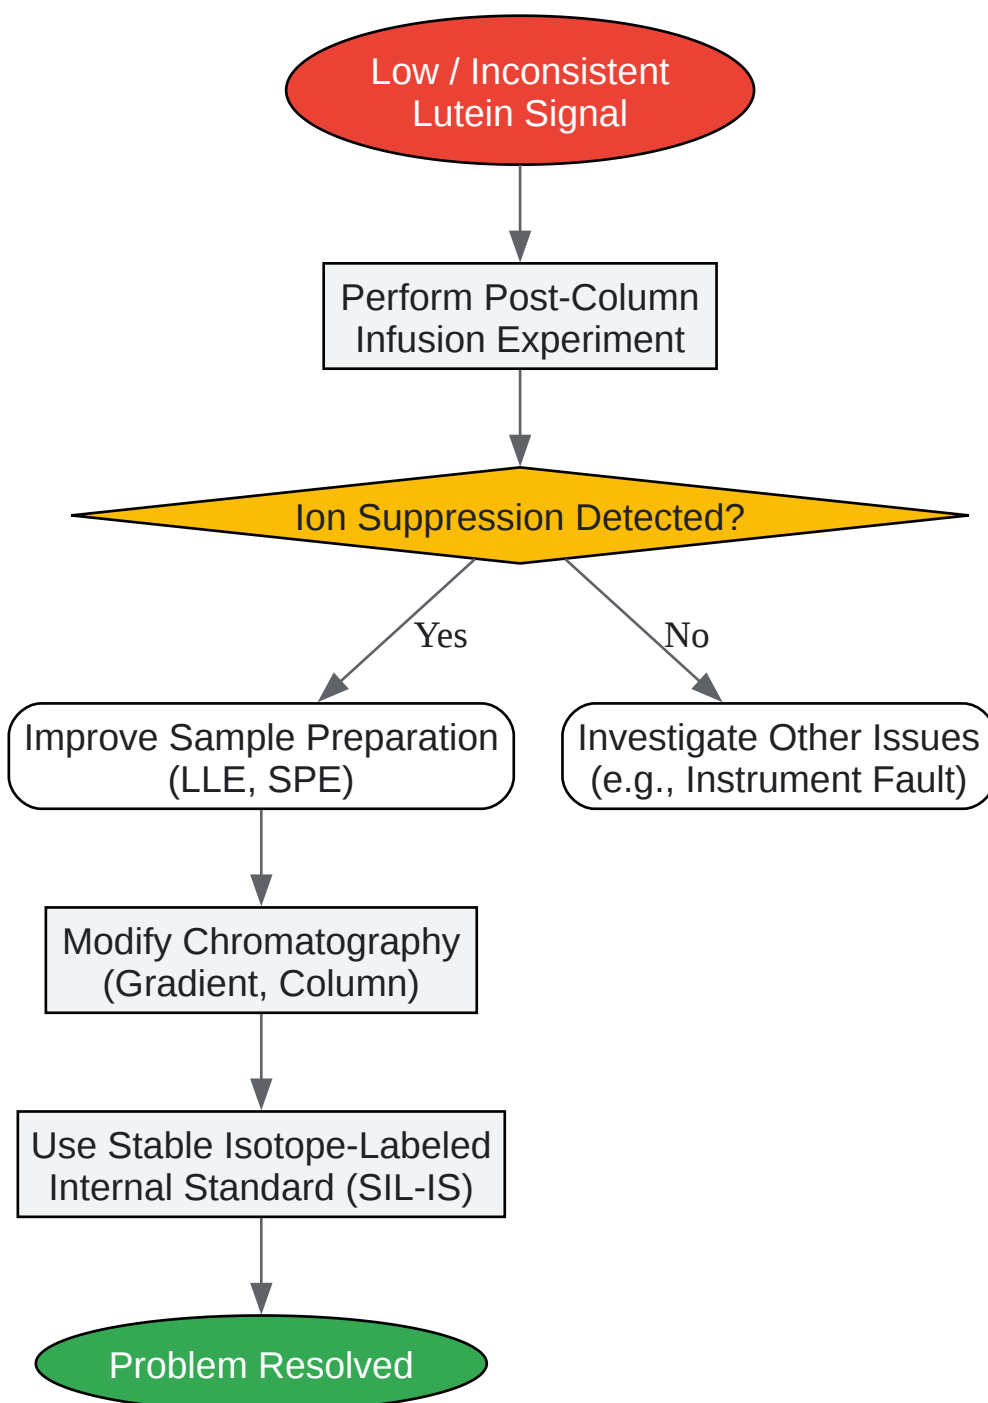 Low / Inconsistent
Lutein Signal
Perform Post-Column
Infusion Experiment
Ion Suppression Detected?
Yes
No
Improve Sample Preparation
(LLE, SPE)
Investigate Other Issues
(e.g., Instrument Fault)
Modify Chromatography
(Gradient, Column)
Use Stable Isotope-Labeled
Internal Standard (SIL-IS)
Problem Resolved